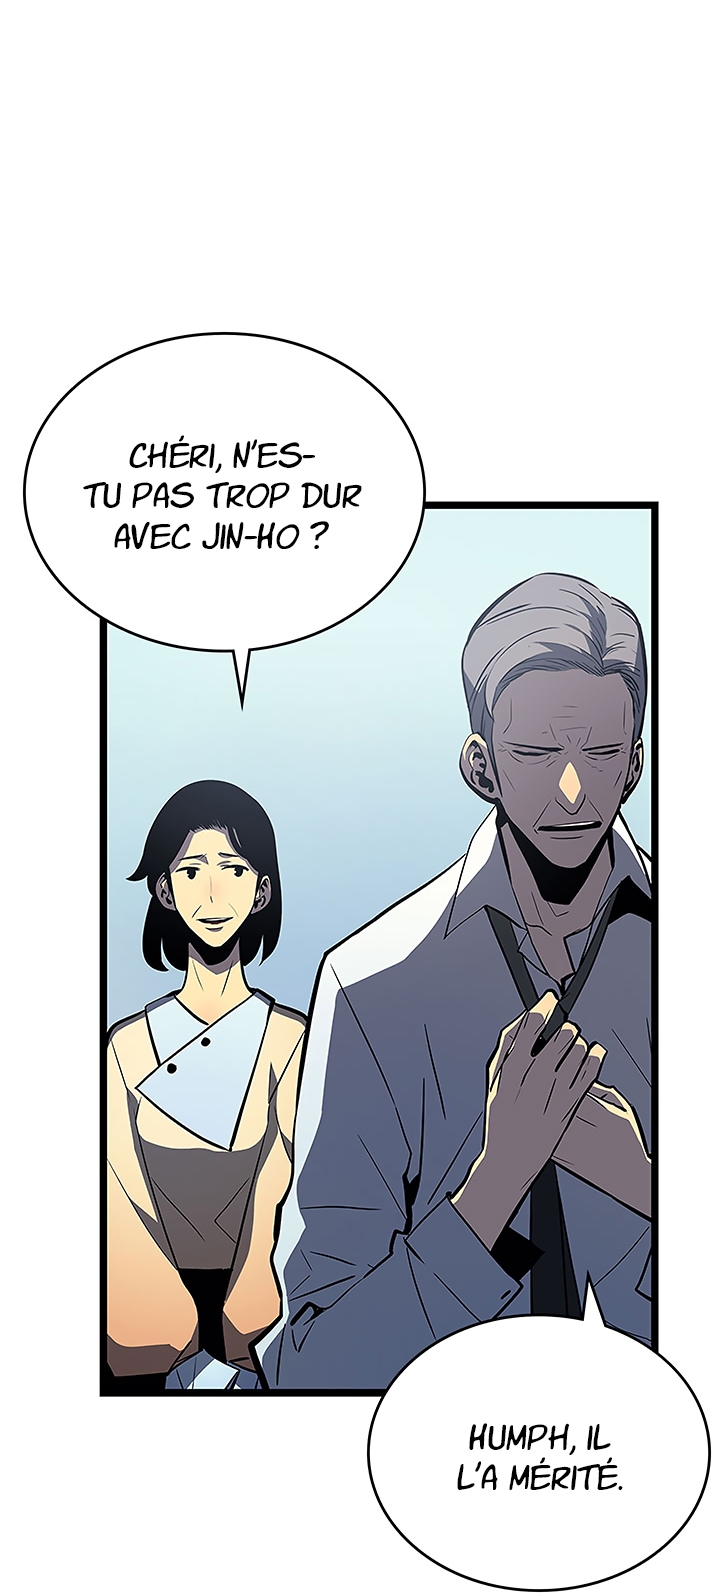 CHÉRI, N'ES-
TU PAS TROP DUR
AVEC JIN-HO ?
HUMPH, IL
L'A MÉRITÉ.